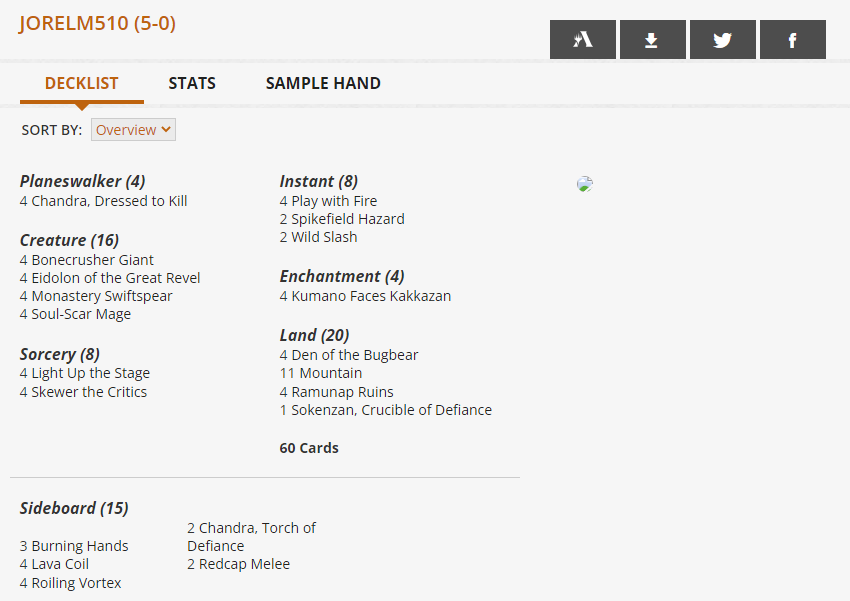 JORELM510 (5-0)
DECKLIST
STATS
SAMPLE HAND
SORT BY: Overview
Planeswalker (4)
4 Chandra, Dressed to Kill
Creature (16)
4 Bonecrusher Giant
4 Eidolon of the Great Revel
4 Monastery Swiftspear
4 Soul-Scar Mage
Sorcery (8)
4 Light Up the Stage
4 Skewer the Critics
Instant (8)
4 Play with Fire
2 Spikefield Hazard
2 Wild Slash
Enchantment (4)
4 Kumano Faces Kakkazan
Land (20)
4 Den of the Bugbear
11 Mountain
4 Ramunap Ruins
1 Sokenzan, Crucible of Defiance
60 Cards
Sideboard (15)
3 Burning Hands
4 Lava Coil
4 Roiling Vortex
2 Chandra, Torch of
Defiance
2 Redcap Melee